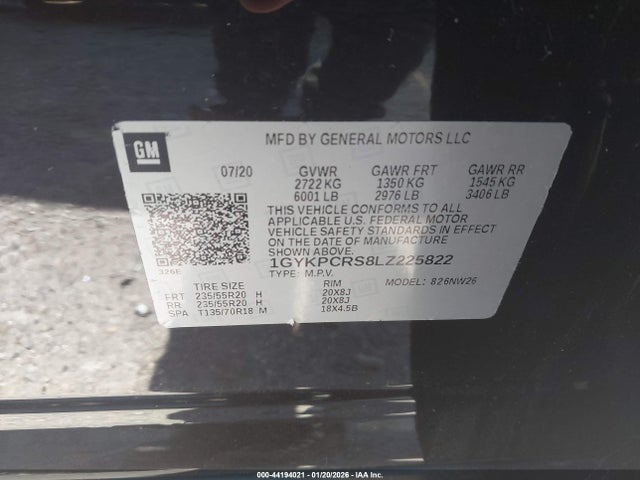 GM
MFD BY GENERAL MOTORS LLC
07/20 GVWR GAWR FRT GAWR RR
2722 KG 1350 KG 1545 KG
6001 LB 2976 LB 3406 LB
THIS VEHICLE CONFORMS TO ALL
APPLICABLE U.S. FEDERAL MOTOR
VEHICLE SAFETY STANDARDS IN EFFECT
ON THE DATE OF MANUFACTURE
SHOWN ABOVE.
1GYKPCRS8LZ225822
326E
TYPE: M.P.V.
MODEL: 826NW26
TIRE SIZE RIM
FRT 235/55R20 H 20X8J
RR 235/55R20 H 20X8J
SPA T135/70R18 M 18X4.5B
000-44194021 - 01/20/2026 - IAA Inc.